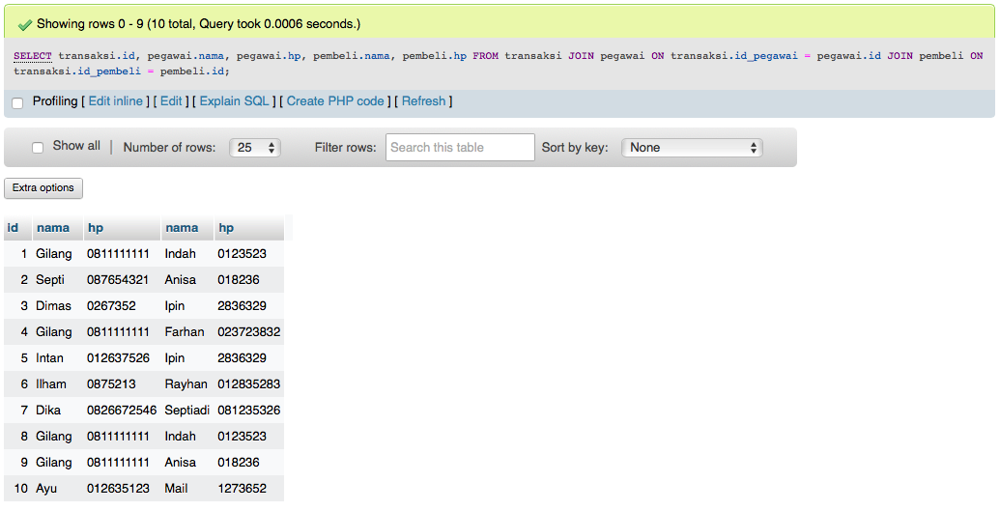 Showing rows 0 - 9 (10 total, Query took 0.0006 seconds.)
SELECT transaksi.id, pegawai.nama, pegawai.hp, pembeli.nama, pembeli.hp FROM transaksi JOIN pegawai ON transaksi.id_pegawai = pegawai.id JOIN pembeli ON
transaksi.id_pembeli = pembeli.id;
Profiling [ Edit inline ] [ Edit ] [ Explain SQL ] [ Create PHP code ] [ Refresh ]
Show all | Number of rows: 25 Filter rows: Search this table Sort by key: None
Extra options
id nama hp nama hp
1 Gilang 0811111111 Indah 0123523
2 Septi 087654321 Anisa 018236
3 Dimas 0267352 Ipin 2836329
4 Gilang 0811111111 Farhan 023723832
5 Intan 012637526 Ipin 2836329
6 Ilham 0875213 Rayhan 012835283
7 Dika 0826672546 Septiadi 081235326
8 Gilang 0811111111 Indah 0123523
9 Gilang 0811111111 Anisa 018236
10 Ayu 012635123 Mail 1273652